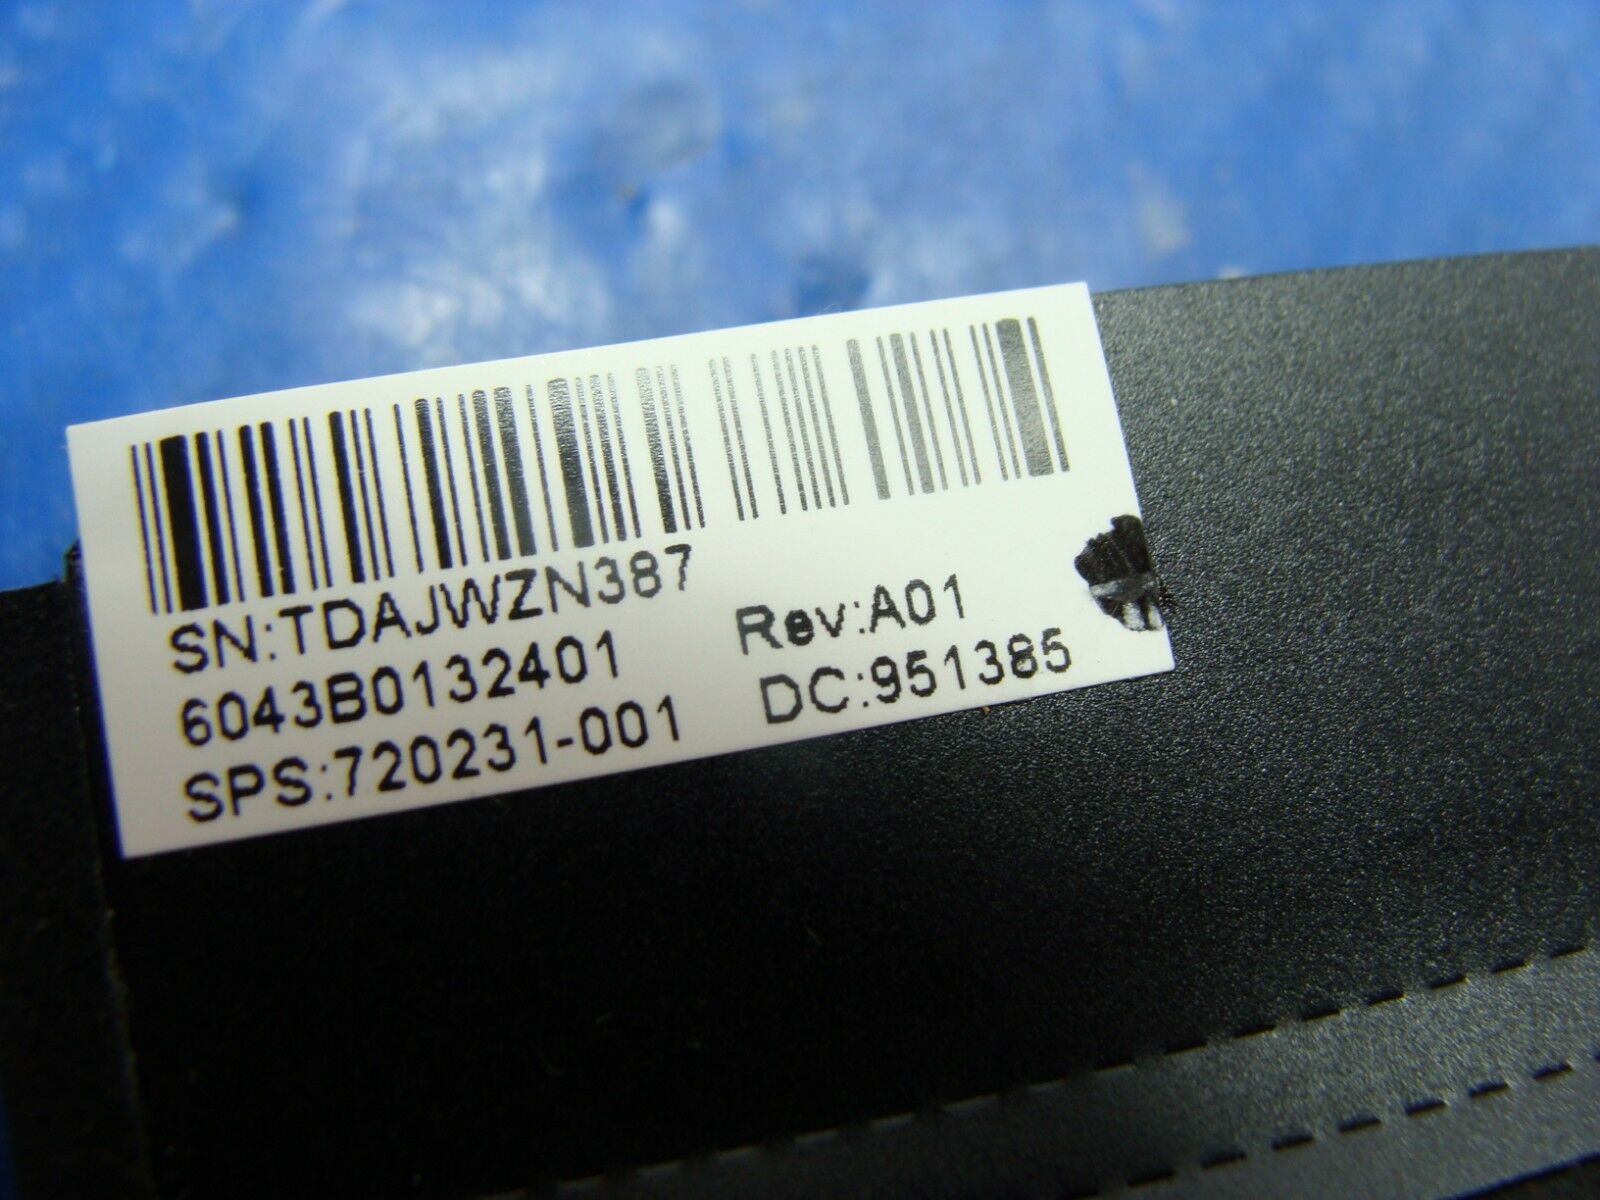 SN:TDAJWZN387
6043B0132401 Rev:A01
SPS:720231-001 DC:951385